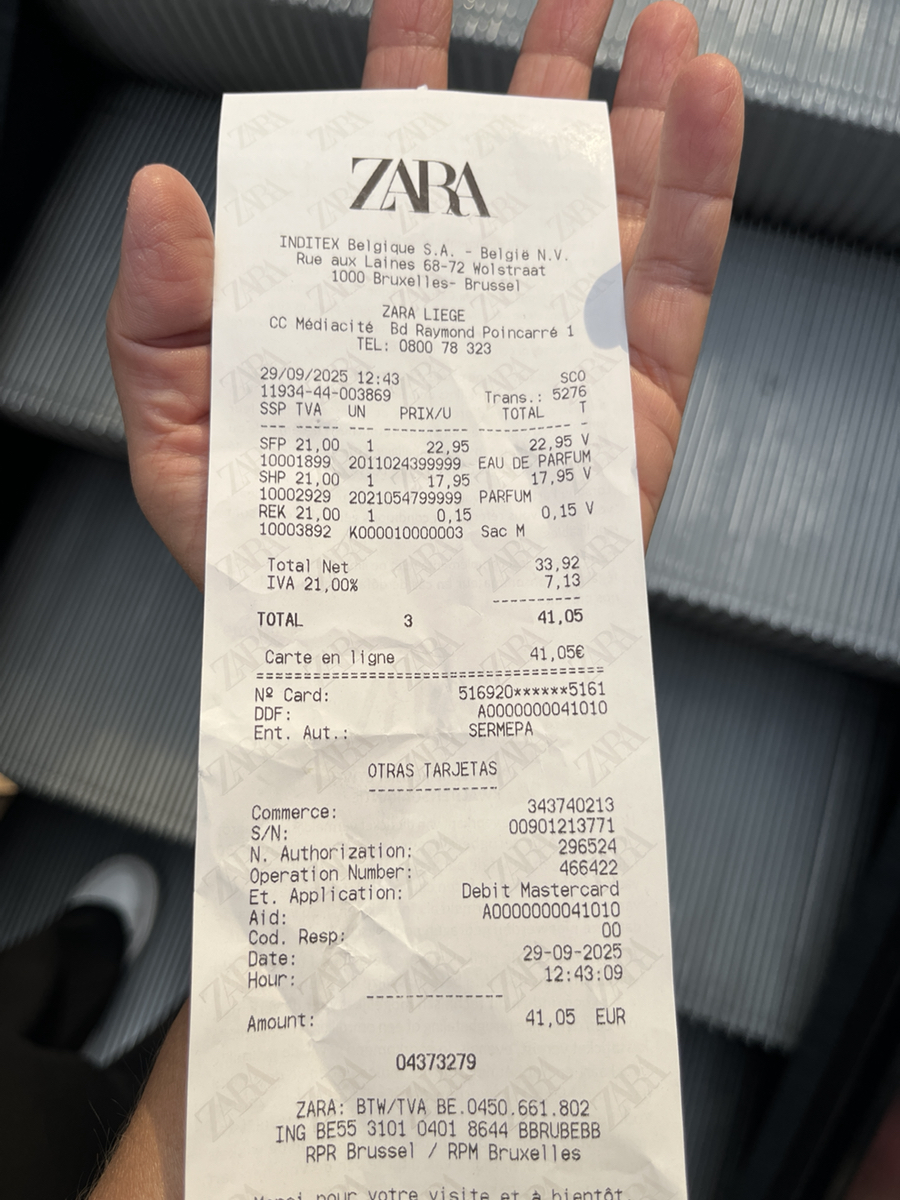 ZARA
INDITEX Belgique S.A. - België N.V.
Rue aux Laines 68-72 Wolstraat
1000 Bruxelles- Brussel
ZARA LIEGE
CC Médiacité Bd Raymond Poincarré 1
TEL: 0800 78 323
29/09/2025 12:43 SCO
11934-44-003869 Trans.: 5276
SSP TVA UN PRIX/U TOTAL T
SFP 21,00 1 22,95 22,95 V
10001899 2011024399999 EAU DE PARFUM
SHP 21,00 1 17,95 17,95 V
10002929 2021054799999 PARFUM
REK 21,00 1 0,15 0,15 V
10003892 K000010000003 Sac M
Total Net 33,92
IVA 21,00% 7,13
TOTAL 3 41,05
Carte en ligne 41,05€
Nº Card: 516920******5161
DDF: A0000000041010
Ent. Aut.: SERMEPA
OTRAS TARJETAS
Commerce: 343740213
S/N: 00901213771
N. Authorization: 296524
Operation Number: 466422
Et. Application: Debit Mastercard
Aid: A0000000041010
Cod. Resp: 00
Date: 29-09-2025
Hour: 12:43:09
Amount: 41,05 EUR
04373279
ZARA: BTW/TVA BE.0450.661.802
ING BE55 3101 0401 8644 BBRUBEBB
RPR Brussel / RPM Bruxelles
Merci pour votre visite et à bientôt.